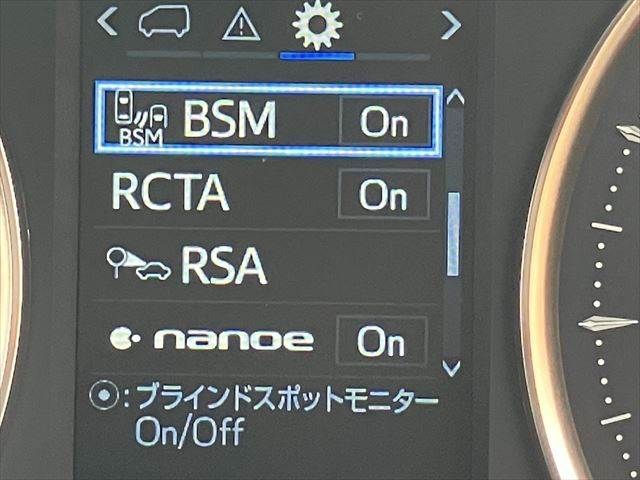 BSM BSM On
RCTA On
RSA
nanoe On
:ブラインドスポットモニター
On/Off